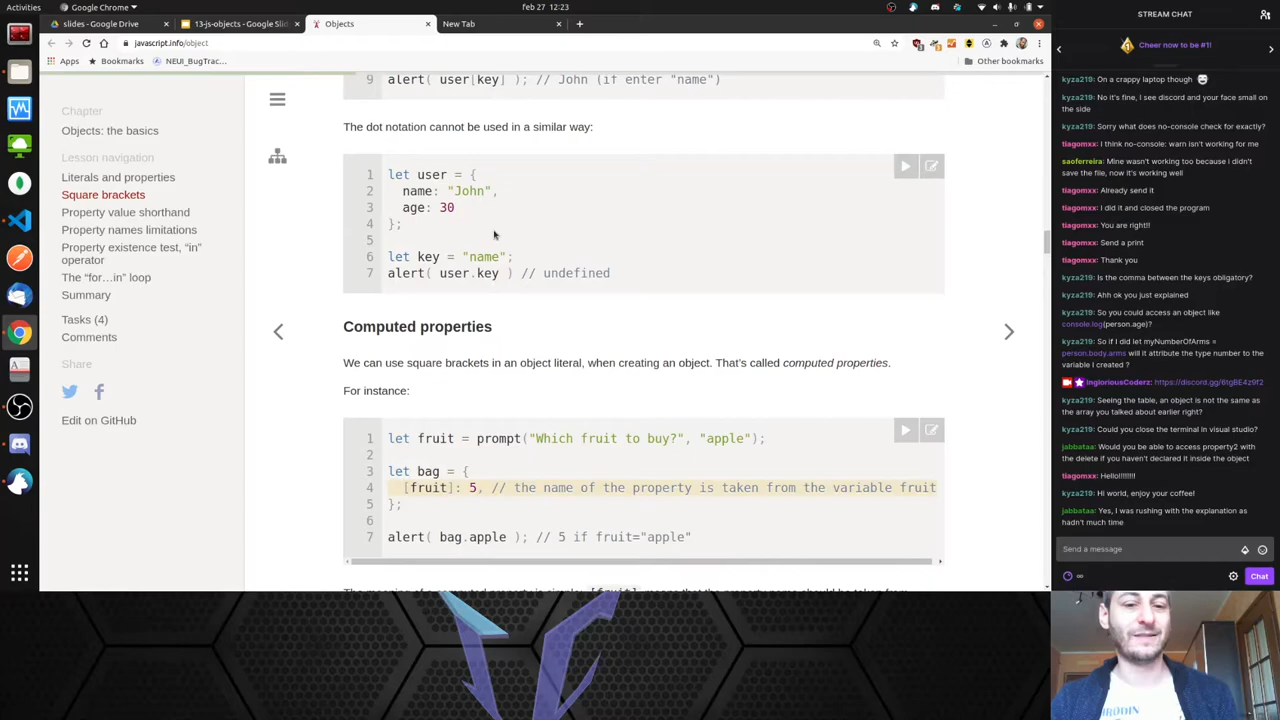 Activities
Google Chrome
feb 27 12:23
slides - Google Drive
13-js-objects - Google Slides
Objects
New Tab
javascript.info/object
Apps
Bookmarks
NEUI_BugTrac...
Other bookmarks
Chapter
Objects: the basics
Lesson navigation
Literals and properties
Square brackets
Property value shorthand
Property names limitations
Property existence test, “in”
operator
The “for…in” loop
Summary
Tasks (4)
Comments
Share
Edit on GitHub
9 alert( user[key] ); // John (if enter "name")
The dot notation cannot be used in a similar way:
1 let user = {
2 name: "John",
3 age: 30
4 };
5
6 let key = "name";
7 alert( user.key ) // undefined
Computed properties
We can use square brackets in an object literal, when creating an object. That’s called computed properties.
For instance:
1 let fruit = prompt("Which fruit to buy?", "apple");
2
3 let bag = {
4 [fruit]: 5, // the name of the property is taken from the variable fruit
5 };
6
7 alert( bag.apple ); // 5 if fruit="apple"
STREAM CHAT
Cheer now to be #1!
kyza219: On a crappy laptop though
kyza219: No it's fine, I see discord and your face small on
the side
kyza219: Sorry what does no-console check for exactly?
tiagomxx: I think no-console: warn isn't working for me
saoferreira: Mine wasn't working too because i didn't
save the file, now it's working well
tiagomxx: Already send it
tiagomxx: I did it and closed the program
tiagomxx: You are right!!
tiagomxx: Send a print
tiagomxx: Thank you
kyza219: Is the comma between the keys obligatory?
kyza219: Ahh ok you just explained
kyza219: So you could access an object like
console.log(person.age)?
kyza219: So if I did let myNumberOfArms =
person.body.arms will it attribute the type number to the
variable I created ?
IngloriousCoderz: https://discord.gg/6tgBE4z9f2
kyza219: Seeing the table, an object is not the same as
the array you talked about earlier right?
kyza219: Could you close the terminal in visual studio?
jabbataa: Would you be able to access property2 with
the delete if you haven't declared it inside the object
tiagomxx: Hello!!!!!!!!
kyza219: Hi world, enjoy your coffee!
jabbataa: Yes, I was rushing with the explanation as
hadn't much time
Send a message
∞
Chat